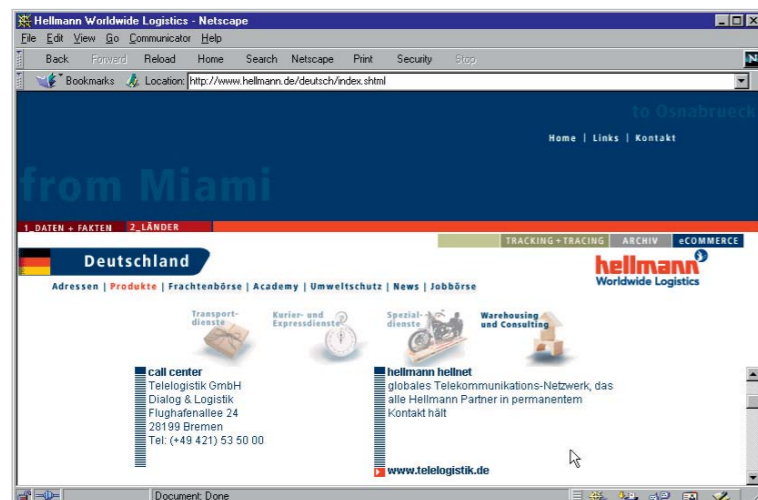 Hellmann Worldwide Logistics - Netscape
File Edit View Go Communicator Help
Back Forward Reload Home Search Netscape Print Security Stop
N
Bookmarks Location: http://www.hellmann.de/deutsch/index.shtml
to Osnabrueck
Home | Links | Kontakt
from Miami
1_DATEN + FAKTEN 2_LÄNDER
TRACKING + TRACING ARCHIV eCOMMERCE
Deutschland
hellmann
Worldwide Logistics
Adressen | Produkte | Frachtenbörse | Academy | Umweltschutz | News | Jobbörse
Transport-
dienste
Kurier- und
Expressdienste
Spezial-
dienste
Warehousing
und Consulting
call center
Telelogistik GmbH
Dialog & Logistik
Flughafenallee 24
28199 Bremen
Tel: (+49 421) 53 50 00
hellmann hellnet
globales Telekommunikations-Netzwerk, das
alle Hellmann Partner in permanentem
Kontakt hält
www.telelogistik.de
Document: Done